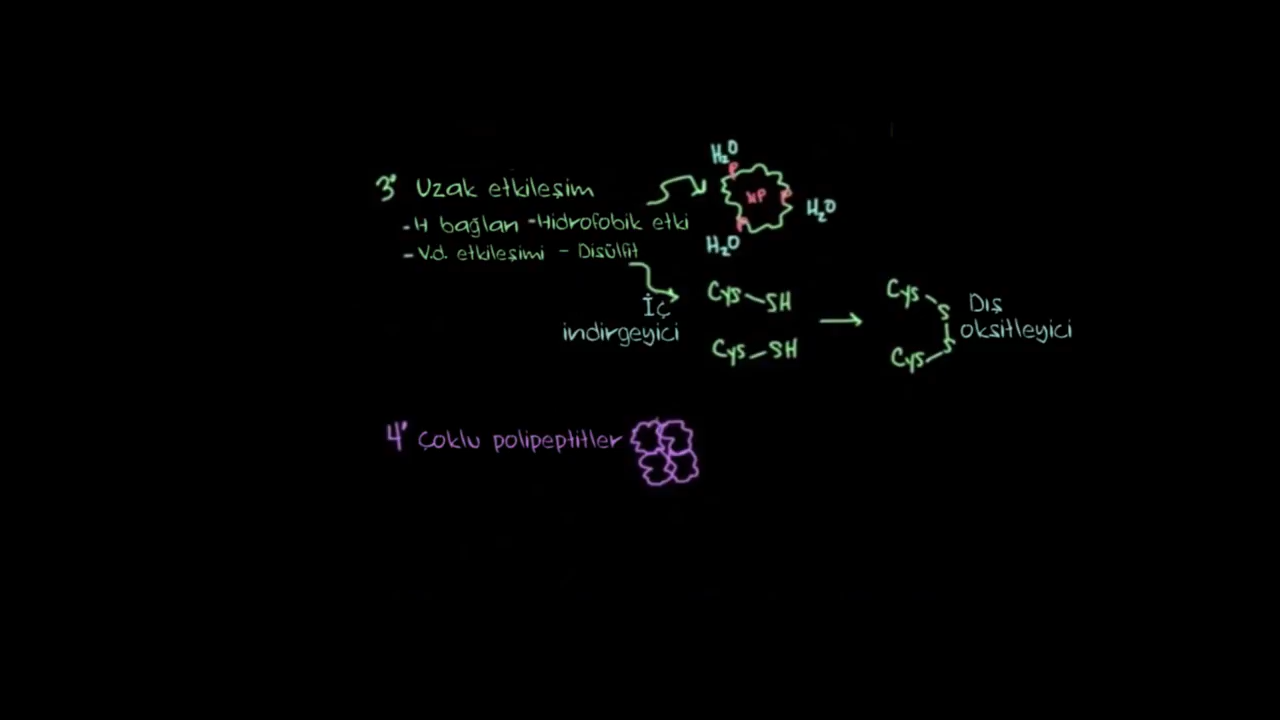 3° Uzak etkileşim
-H bağları -Hidrofobik etki
-V.d. etkileşimi - Disülfit
H₂O
P
NP
P
H₂O
P
H₂O
İç
indirgeyici
Cys-SH
Cys-SH
Cys-S
Cys-S
Dış
oksitleyici
4° Çoklu polipeptitler